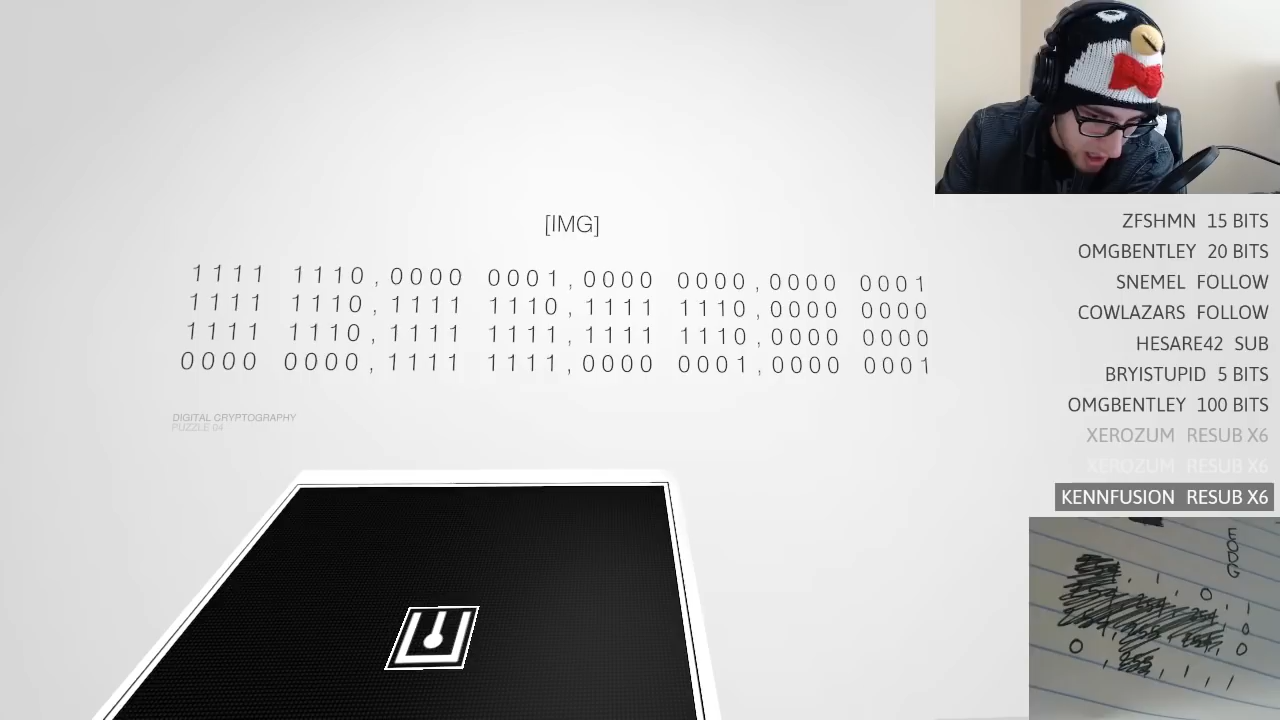 [IMG]
1111 1110,0000 0001,0000 0000,0000 0001
1111 1110,1111 1110,1111 1110,0000 0000
1111 1110,1111 1111,1111 1110,0000 0000
0000 0000,1111 1111,0000 0001,0000 0001
DIGITAL CRYPTOGRAPHY
PUZZLE 04
ZFSHMN 15 BITS
OMGBENTLEY 20 BITS
SNEMEL FOLLOW
COWLAZARS FOLLOW
HESARE42 SUB
BRYISTUPID 5 BITS
OMGBENTLEY 100 BITS
XEROZUM RESUB X6
XEROZUM RESUB X6
KENNFUSION RESUB X6